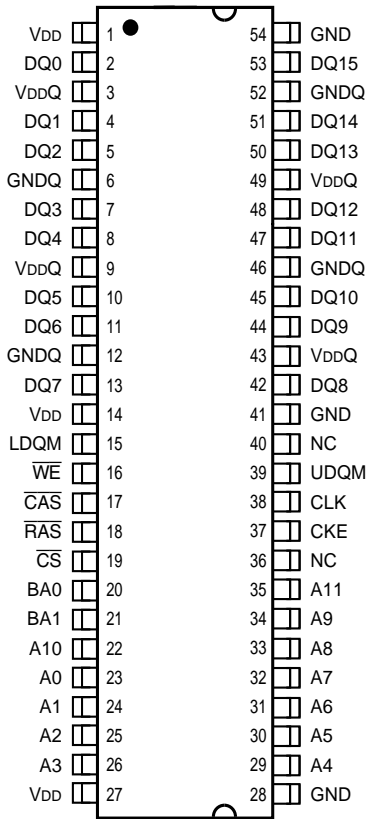 VDD 1 54 GND
DQ0 2 53 DQ15
VDDQ 3 52 GNDQ
DQ1 4 51 DQ14
DQ2 5 50 DQ13
GNDQ 6 49 VDDQ
DQ3 7 48 DQ12
DQ4 8 47 DQ11
VDDQ 9 46 GNDQ
DQ5 10 45 DQ10
DQ6 11 44 DQ9
GNDQ 12 43 VDDQ
DQ7 13 42 DQ8
VDD 14 41 GND
LDQM 15 40 NC
W̅E̅ 16 39 UDQM
C̅A̅S̅ 17 38 CLK
R̅A̅S̅ 18 37 CKE
C̅S̅ 19 36 NC
BA0 20 35 A11
BA1 21 34 A9
A10 22 33 A8
A0 23 32 A7
A1 24 31 A6
A2 25 30 A5
A3 26 29 A4
VDD 27 28 GND